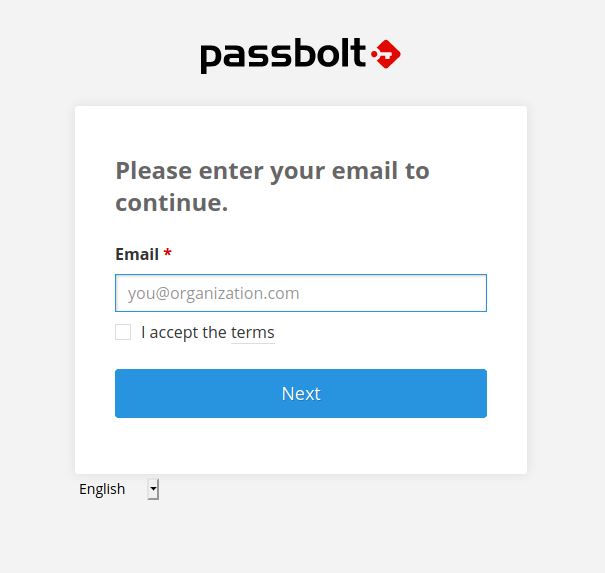 passbolt
Please enter your email to
continue.
Email *
you@organization.com
I accept the terms
Next
English